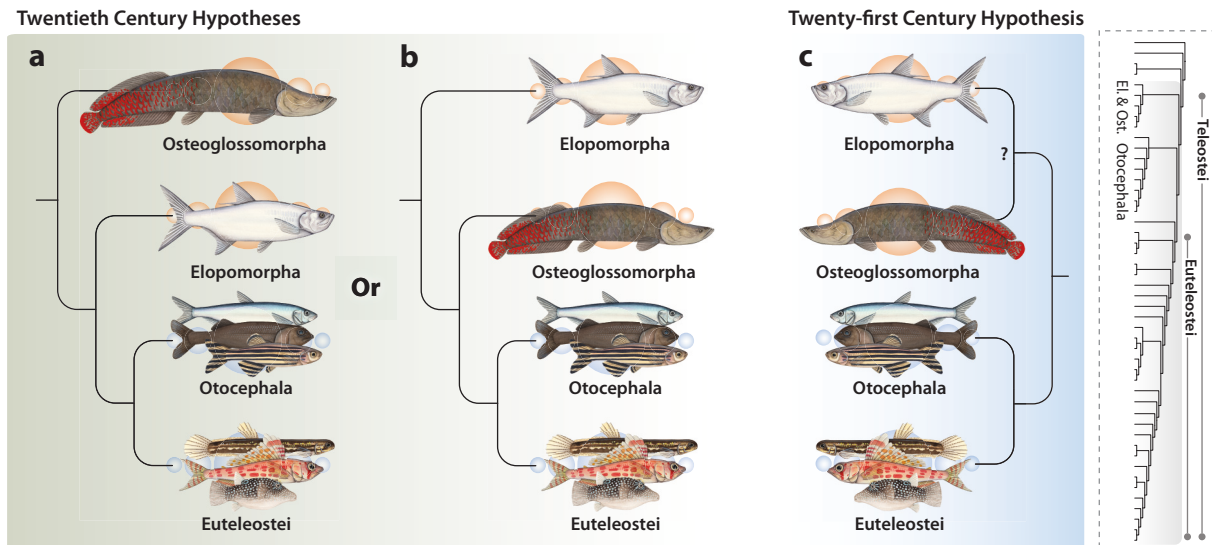 Twentieth Century Hypotheses
Twenty-first Century Hypothesis
a
Osteoglossomorpha
Elopomorpha
Otocephala
Euteleostei
Or
b
Elopomorpha
Osteoglossomorpha
Otocephala
Euteleostei
c
Elopomorpha
?
Osteoglossomorpha
Otocephala
Euteleostei
El. & Ost.
Otocephala
Teleostei
Euteleostei